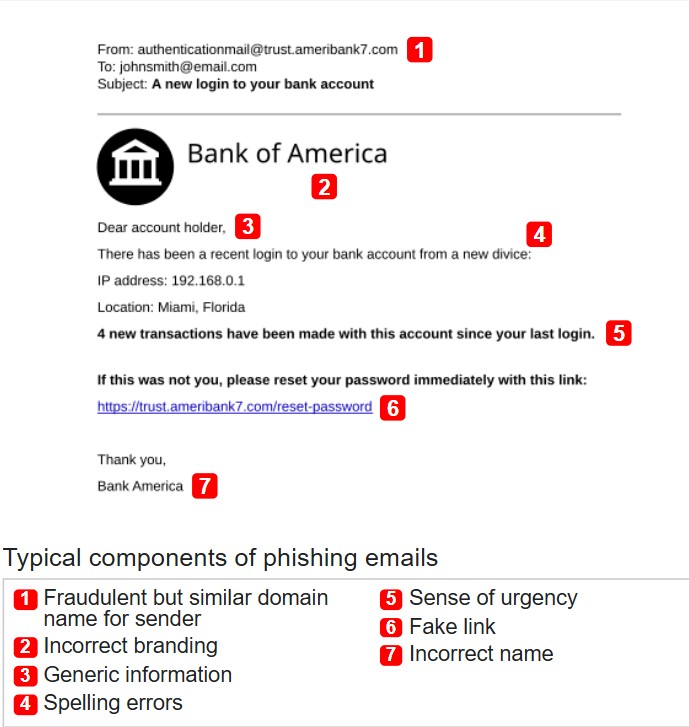 From: authenticationmail@trust.ameribank7.com 1
To: johnsmith@email.com
Subject: A new login to your bank account
Bank of America
2
Dear account holder, 3
4
There has been a recent login to your bank account from a new divice:
IP address: 192.168.0.1
Location: Miami, Florida
4 new transactions have been made with this account since your last login. 5
If this was not you, please reset your password immediately with this link:
https://trust.ameribank7.com/reset-password 6
Thank you,
Bank America 7
Typical components of phishing emails
1 Fraudulent but similar domain
name for sender
2 Incorrect branding
3 Generic information
4 Spelling errors
5 Sense of urgency
6 Fake link
7 Incorrect name